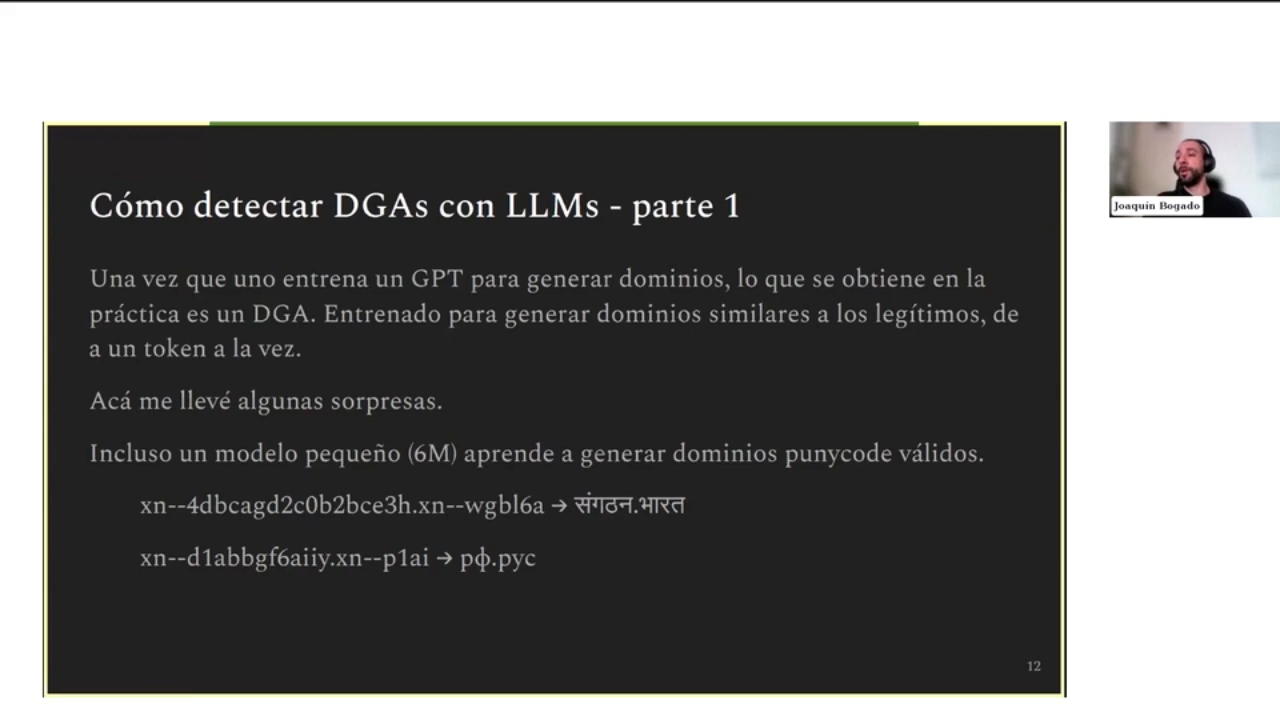 Cómo detectar DGAs con LLMs - parte 1
Una vez que uno entrena un GPT para generar dominios, lo que se obtiene en la
práctica es un DGA. Entrenado para generar dominios similares a los legítimos, de
a un token a la vez.
Acá me llevé algunas sorpresas.
Incluso un modelo pequeño (6M) aprende a generar dominios punycode válidos.
xn--4dbcagd2c0b2bce3h.xn--wgbl6a → संगठन.भारत
xn--d1abbgf6aiiy.xn--p1ai → рф.рус
12
Joaquin Bogado